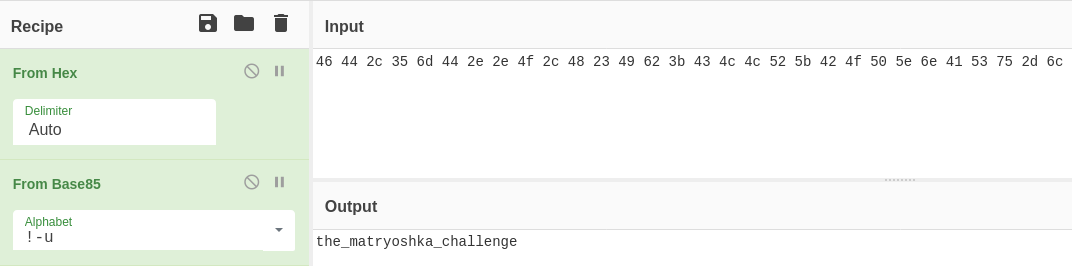 Recipe
From Hex
Delimiter
Auto
From Base85
Alphabet
!-u
Input
46 44 2c 35 6d 44 2e 2e 4f 2c 48 23 49 62 3b 43 4c 4c 52 5b 42 4f 50 5e 6e 41 53 75 2d 6c
Output
the_matryoshka_challenge